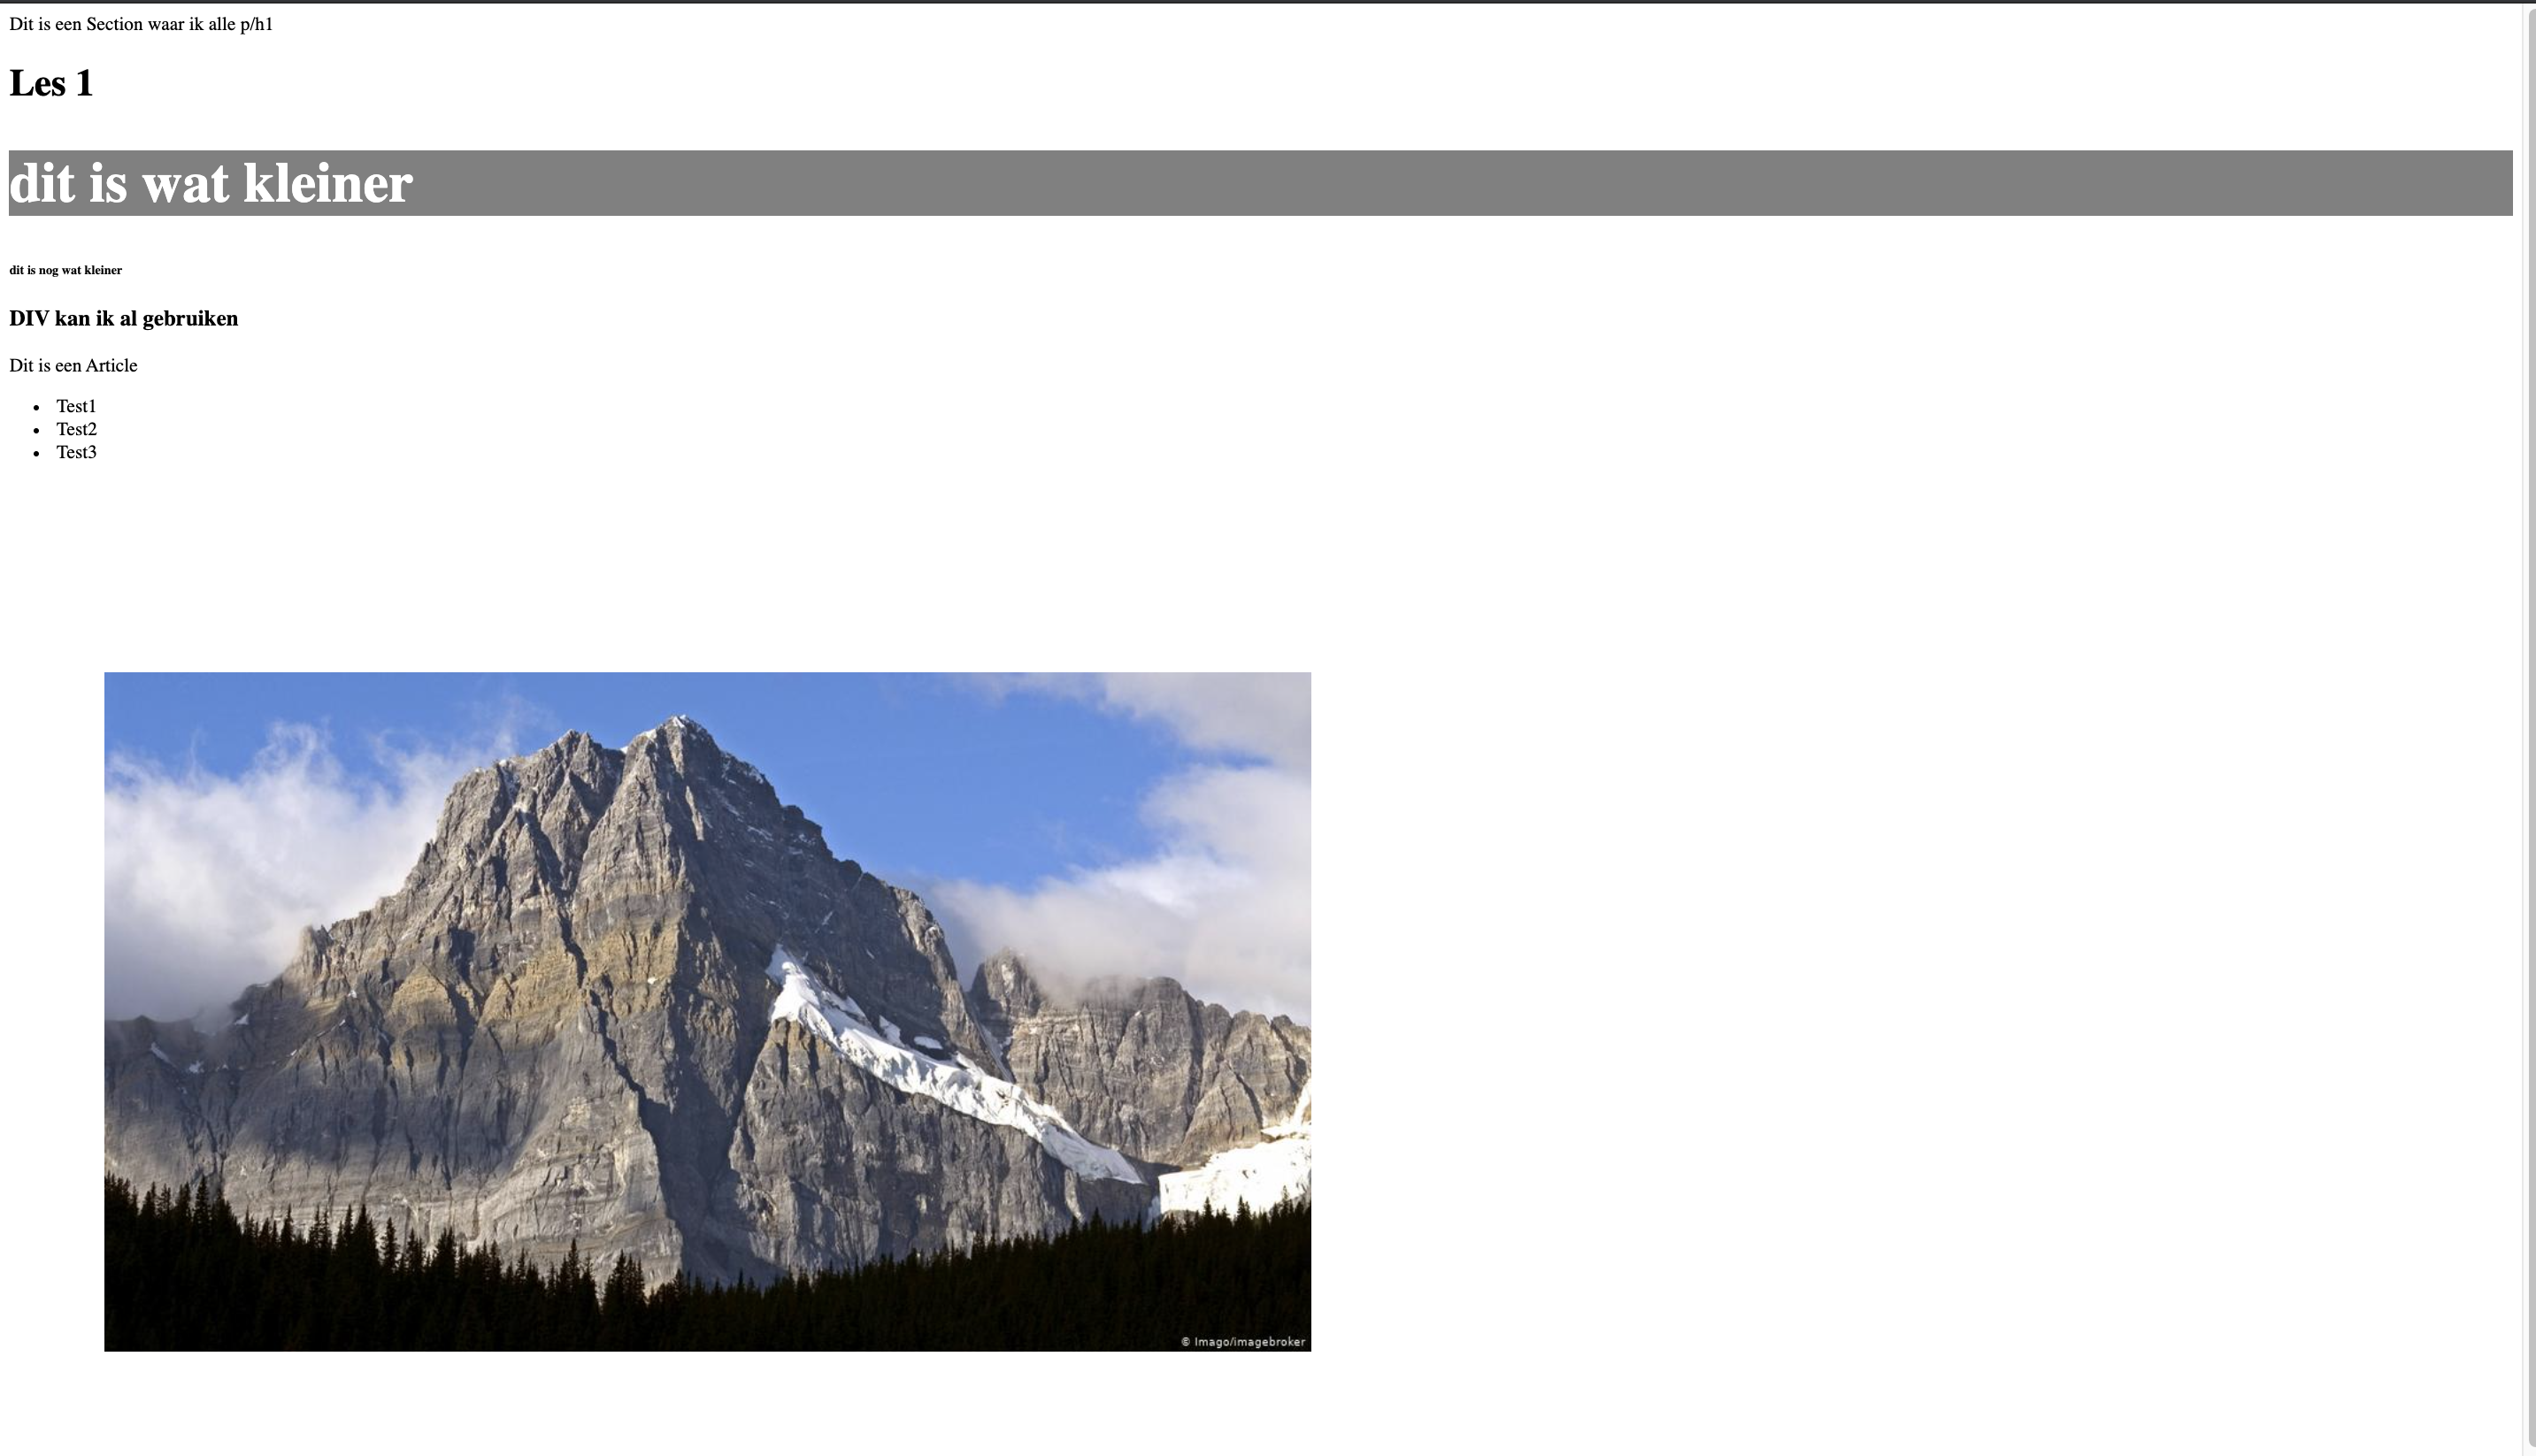 Dit is een Section waar ik alle p/h1
Les 1
dit is wat kleiner
dit is nog wat kleiner
DIV kan ik al gebruiken
Dit is een Article
Test1
Test2
Test3
© Imago/imagebroker